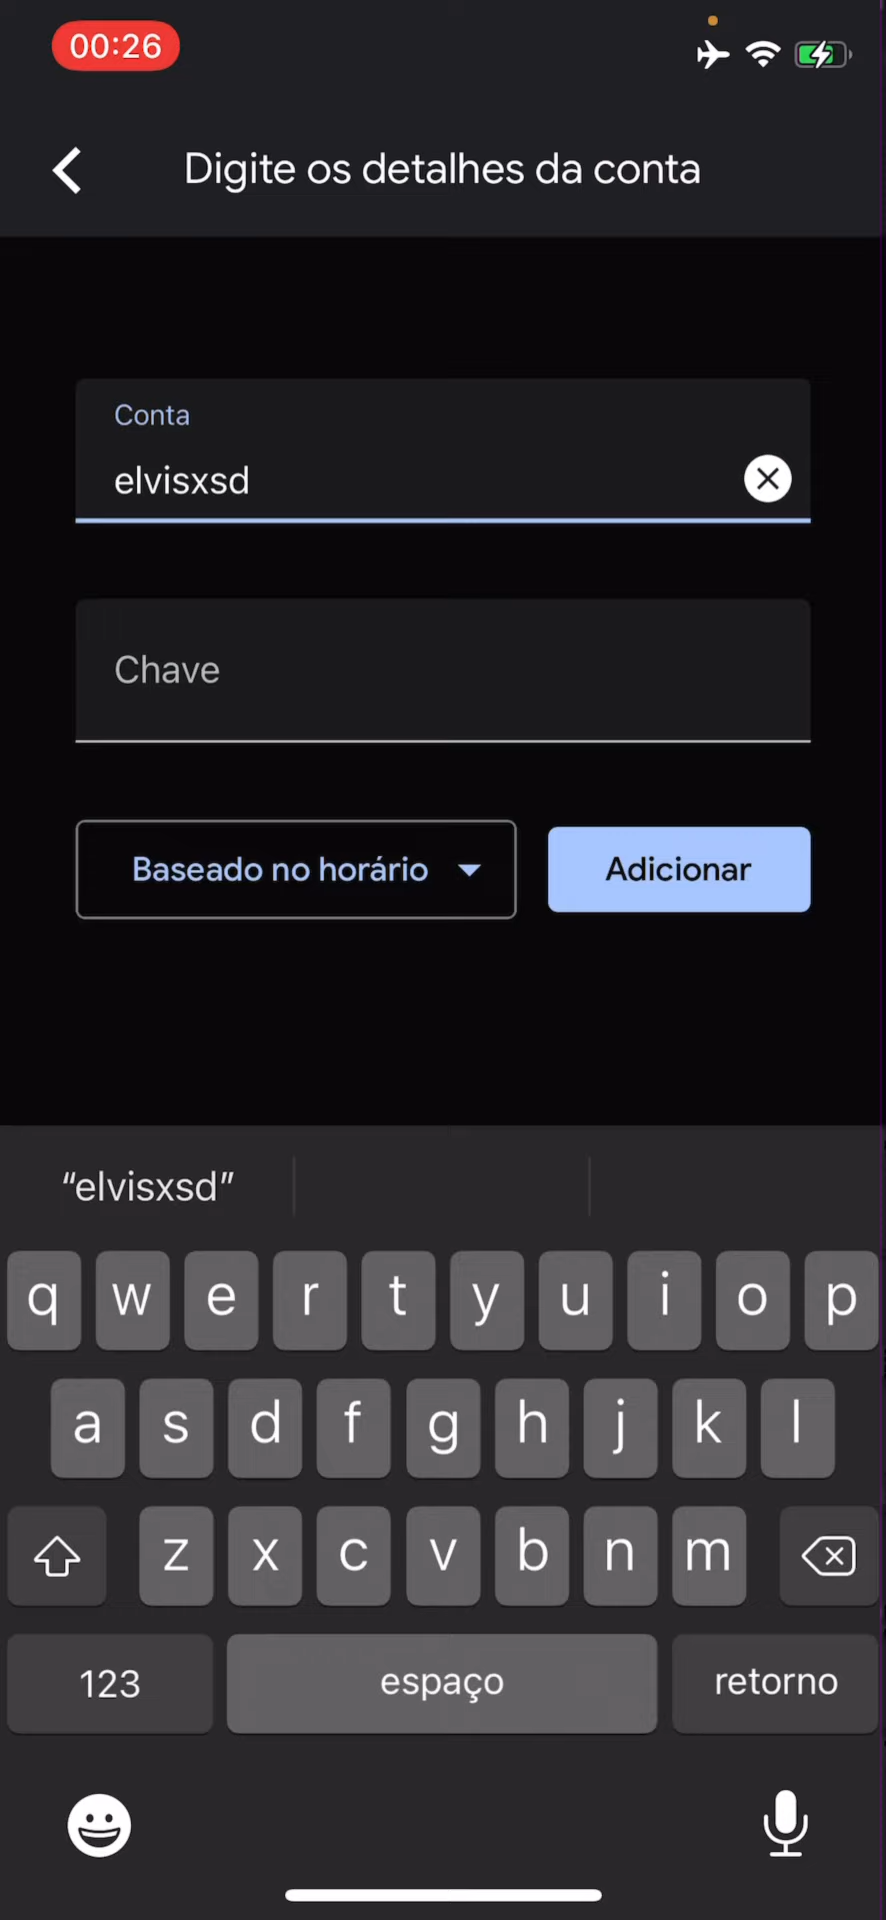 00:26
Digite os detalhes da conta
Conta
elvisxsd
Chave
Baseado no horário
Adicionar
“elvisxsd”
q w e r t y u i o p
a s d f g h j k l
z x c v b n m
123 espaço retorno